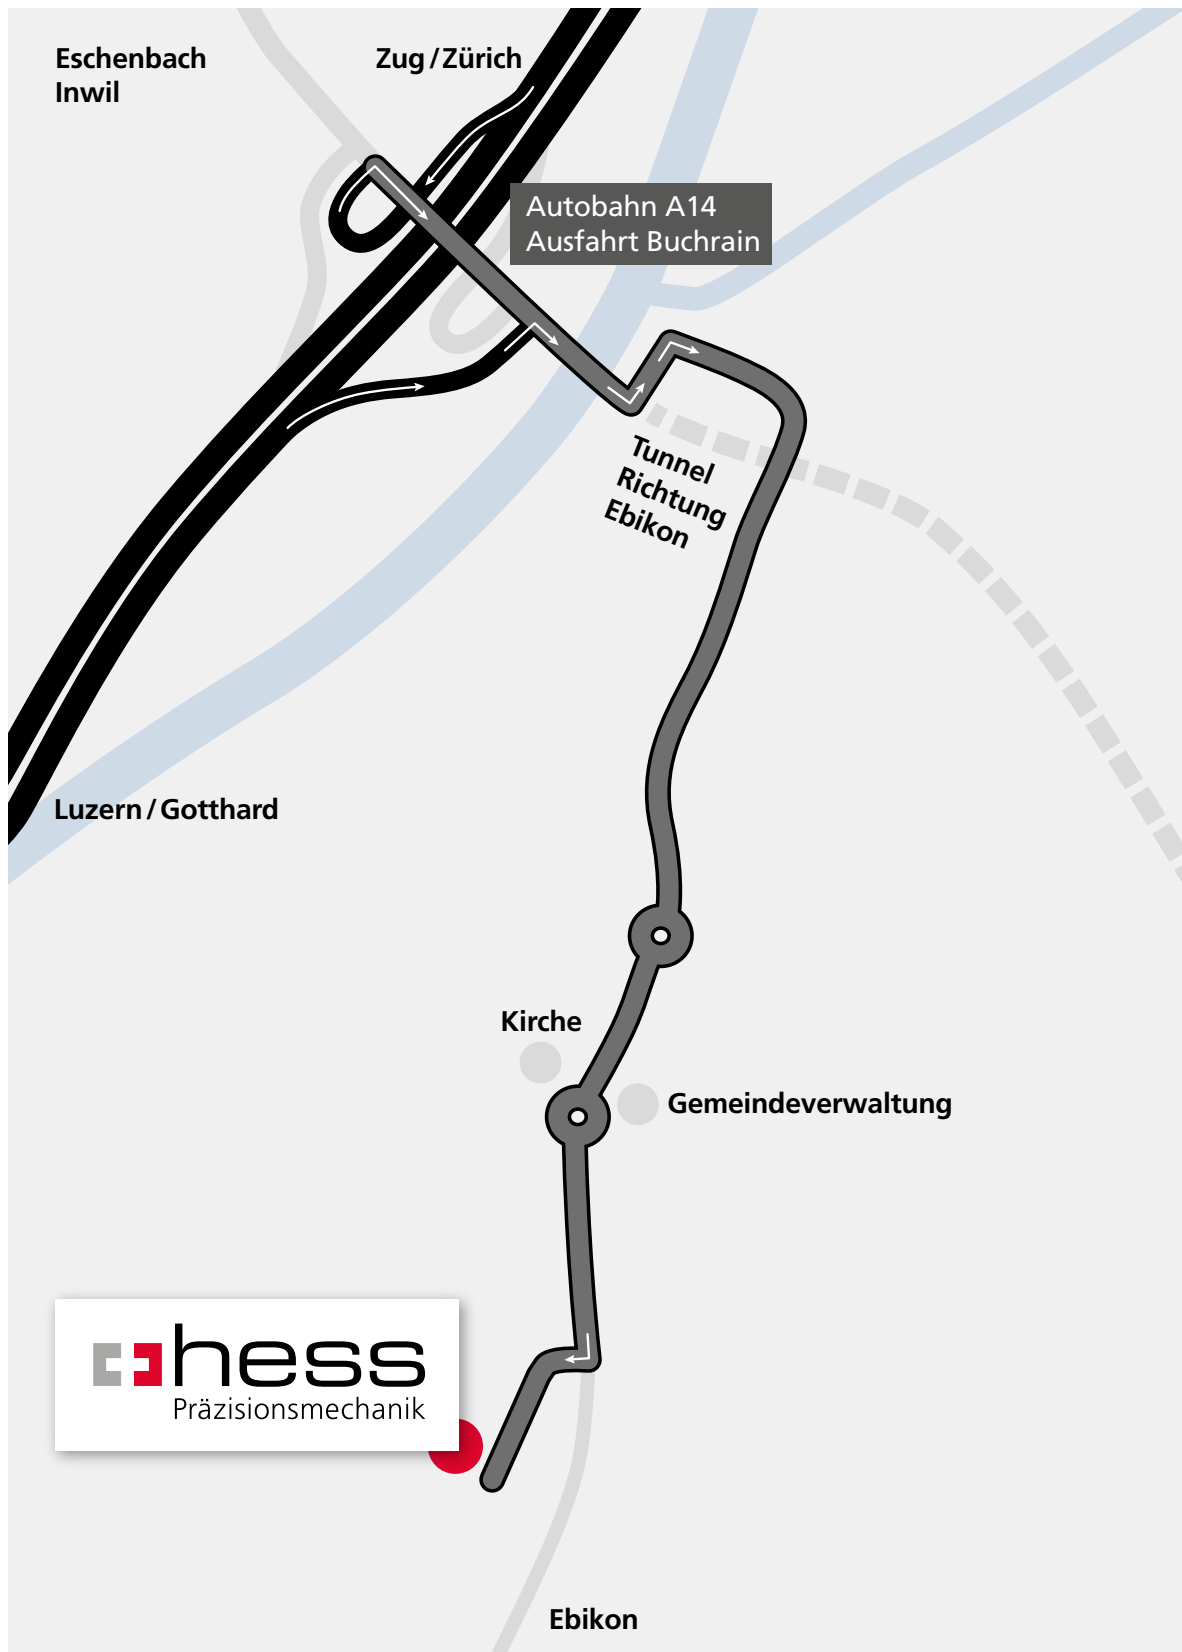 Eschenbach
Inwil
Zug / Zürich
Autobahn A14
Ausfahrt Buchrain
Tunnel
Richtung
Ebikon
Luzern / Gotthard
Kirche
Gemeindeverwaltung
hess
Präzisionsmechanik
Ebikon